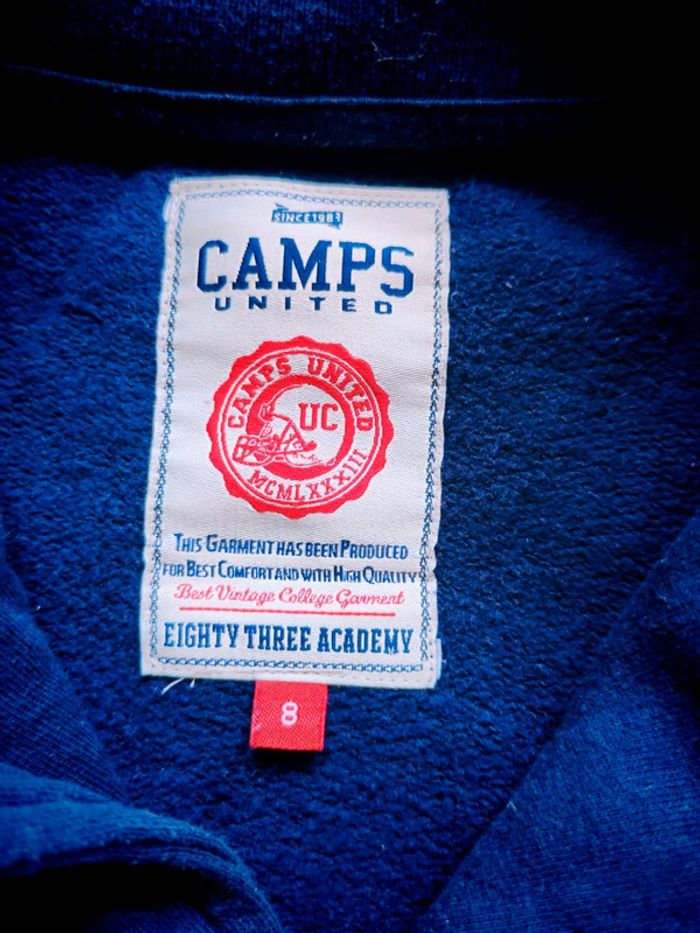 SINCE 1983
CAMPS
UNITED
CAMPS UNITED
UC
MCMLXXXIII
THIS GARMENT HAS BEEN PRODUCED
FOR BEST COMFORT AND WITH HIGH QUALITY
Best Vintage College Garment
EIGHTY THREE ACADEMY
8